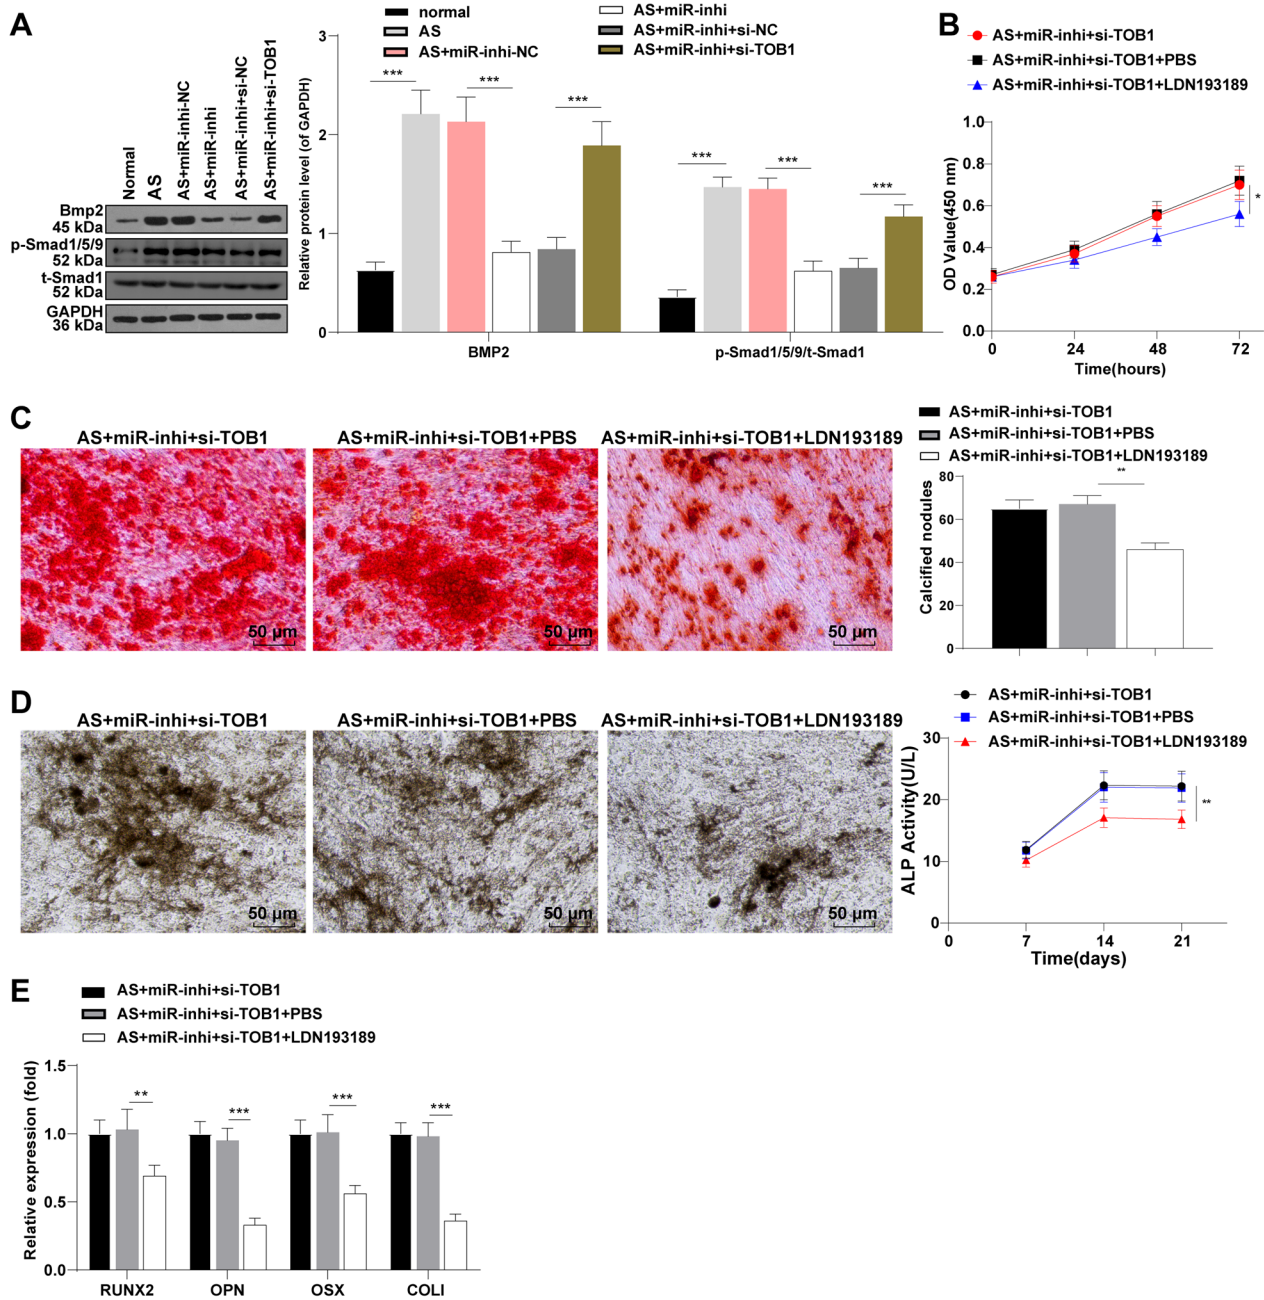 A
Normal
AS
AS+miR-inhi-NC
AS+miR-inhi
AS+miR-inhi+si-NC
AS+miR-inhi+si-TOB1
Bmp2
45 kDa
p-Smad1/5/9
52 kDa
t-Smad1
52 kDa
GAPDH
36 kDa
normal
AS
AS+miR-inhi-NC
AS+miR-inhi
AS+miR-inhi+si-NC
AS+miR-inhi+si-TOB1
Relative protein level (of GAPDH)
3
2
1
0
***
***
***
***
***
***
BMP2
p-Smad1/5/9/t-Smad1
B
AS+miR-inhi+si-TOB1
AS+miR-inhi+si-TOB1+PBS
AS+miR-inhi+si-TOB1+LDN193189
OD Value(450 nm)
1.0
0.8
0.6
0.4
0.2
0.0
*
0
24
48
72
Time(hours)
C
AS+miR-inhi+si-TOB1
50 μm
AS+miR-inhi+si-TOB1+PBS
50 μm
AS+miR-inhi+si-TOB1+LDN193189
50 μm
AS+miR-inhi+si-TOB1
AS+miR-inhi+si-TOB1+PBS
AS+miR-inhi+si-TOB1+LDN193189
Calcified nodules
80
60
40
20
0
**
D
AS+miR-inhi+si-TOB1
50 μm
AS+miR-inhi+si-TOB1+PBS
50 μm
AS+miR-inhi+si-TOB1+LDN193189
50 μm
AS+miR-inhi+si-TOB1
AS+miR-inhi+si-TOB1+PBS
AS+miR-inhi+si-TOB1+LDN193189
ALP Activity(U/L)
30
20
10
0
**
0
7
14
21
Time(days)
E
AS+miR-inhi+si-TOB1
AS+miR-inhi+si-TOB1+PBS
AS+miR-inhi+si-TOB1+LDN193189
Relative expression (fold)
1.5
1.0
0.5
0.0
**
***
***
***
RUNX2
OPN
OSX
COLI